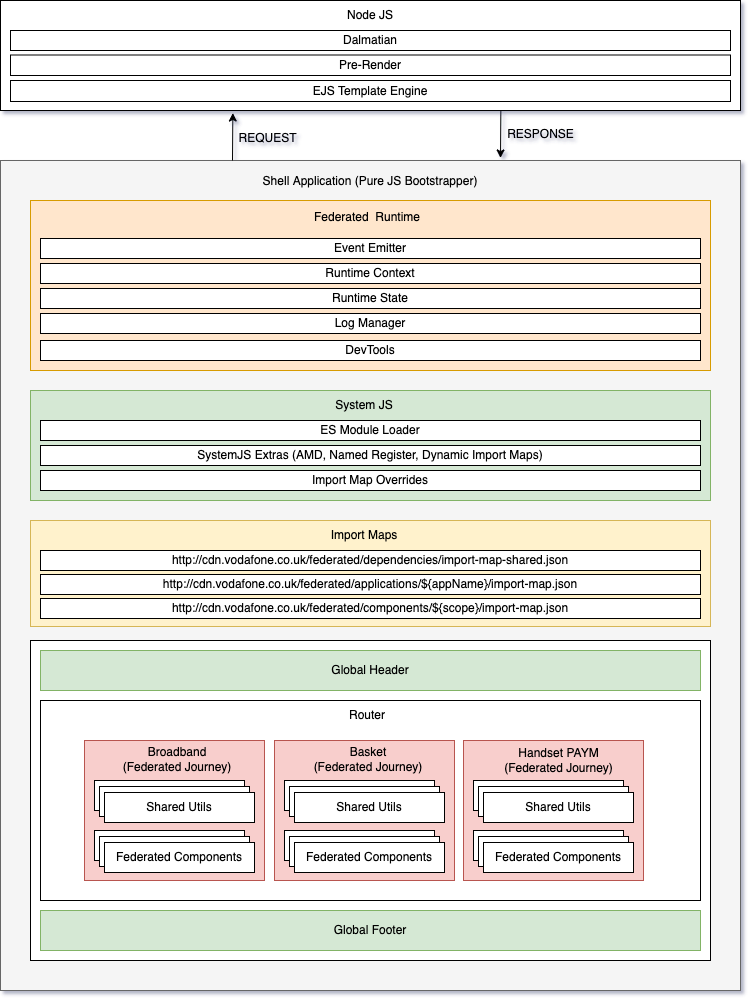 Node JS
Dalmatian
Pre-Render
EJS Template Engine
REQUEST
RESPONSE
Shell Application (Pure JS Bootstrapper)
Federated Runtime
Event Emitter
Runtime Context
Runtime State
Log Manager
DevTools
System JS
ES Module Loader
SystemJS Extras (AMD, Named Register, Dynamic Import Maps)
Import Map Overrides
Import Maps
http://cdn.vodafone.co.uk/federated/dependencies/import-map-shared.json
http://cdn.vodafone.co.uk/federated/applications/${appName}/import-map.json
http://cdn.vodafone.co.uk/federated/components/${scope}/import-map.json
Global Header
Router
Broadband
(Federated Journey)
Shared Utils
Federated Components
Basket
(Federated Journey)
Shared Utils
Federated Components
Handset PAYM
(Federated Journey)
Shared Utils
Federated Components
Global Footer